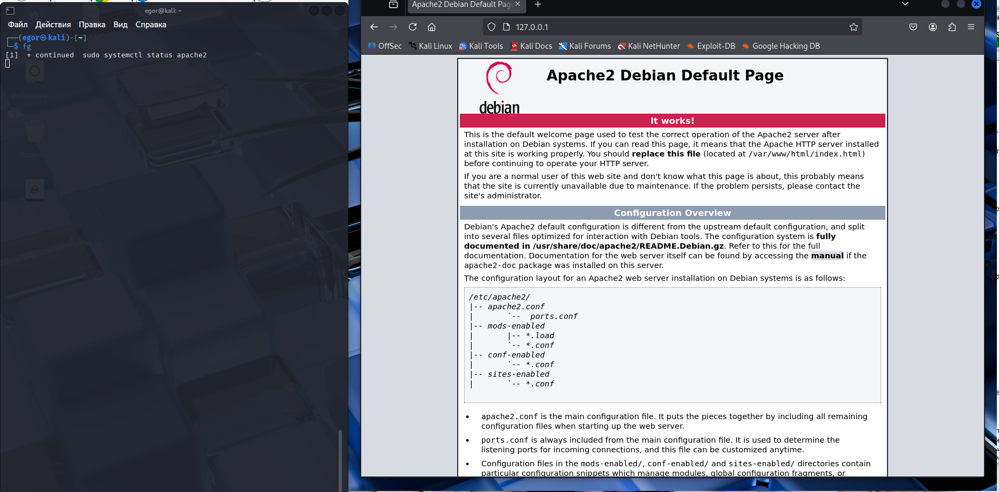 egor@kali: ~
Файл Действия Правка Вид Справка
┌──(egor㉿kali)-[~]
└─$ fg
[1]  + continued  sudo systemctl status apache2
Файловая ...
Корзина
Apache2 Debian Default Page
127.0.0.1
OffSec Kali Linux Kali Tools Kali Docs Kali Forums Kali NetHunter Exploit-DB Google Hacking DB
debian
Apache2 Debian Default Page
It works!
This is the default welcome page used to test the correct operation of the Apache2 server after
installation on Debian systems. If you can read this page, it means that the Apache HTTP server installed
at this site is working properly. You should replace this file (located at /var/www/html/index.html)
before continuing to operate your HTTP server.
If you are a normal user of this web site and don't know what this page is about, this probably means
that the site is currently unavailable due to maintenance. If the problem persists, please contact the
site's administrator.
Configuration Overview
Debian's Apache2 default configuration is different from the upstream default configuration, and split
into several files optimized for interaction with Debian tools. The configuration system is fully
documented in /usr/share/doc/apache2/README.Debian.gz. Refer to this for the full
documentation. Documentation for the web server itself can be found by accessing the manual if the
apache2-doc package was installed on this server.
The configuration layout for an Apache2 web server installation on Debian systems is as follows:
/etc/apache2/
|-- apache2.conf
|       `--  ports.conf
|-- mods-enabled
|       |-- *.load
|       `-- *.conf
|-- conf-enabled
|       `-- *.conf
|-- sites-enabled
|       `-- *.conf
• apache2.conf is the main configuration file. It puts the pieces together by including all remaining
configuration files when starting up the web server.
• ports.conf is always included from the main configuration file. It is used to determine the
listening ports for incoming connections, and this file can be customized anytime.
• Configuration files in the mods-enabled/, conf-enabled/ and sites-enabled/ directories contain
particular configuration snippets which manage modules, global configuration fragments, or